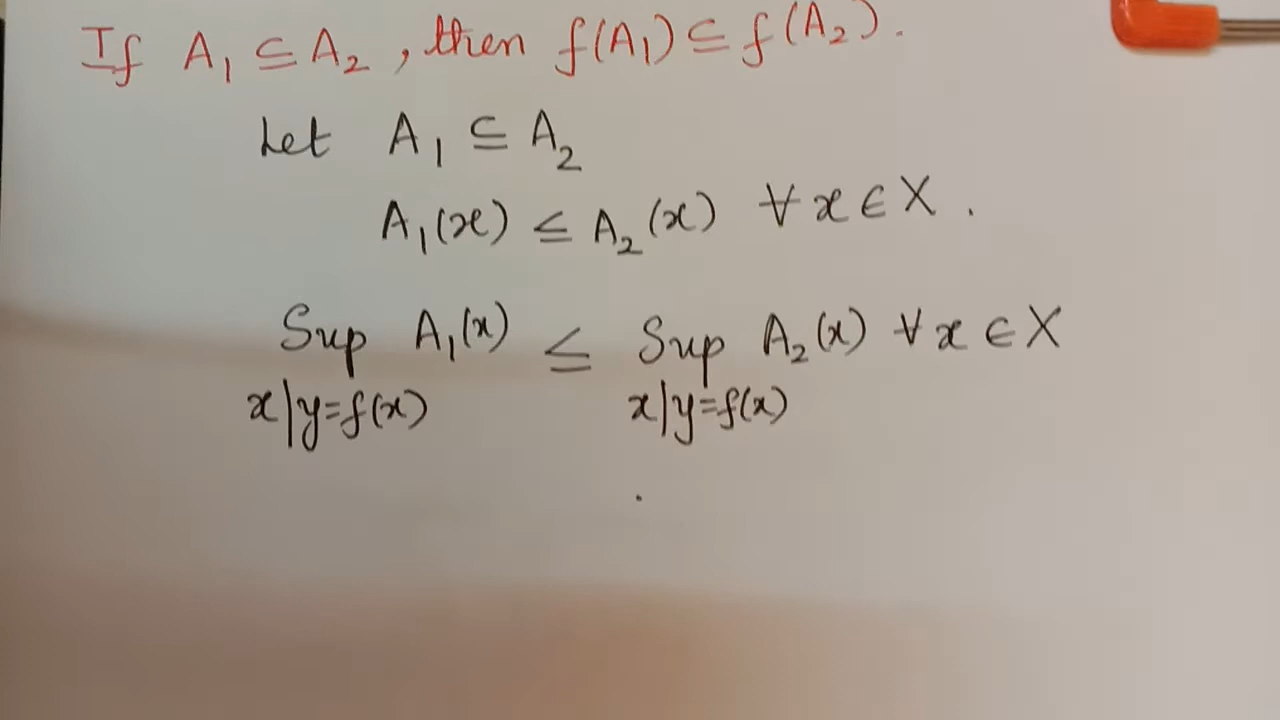 If A₁ ⊆ A₂, then f(A₁) ⊆ f(A₂).
Let A₁ ⊆ A₂
A₁(x) ≤ A₂(x) ∀ x ∈ X.
Sup A₁(x) ≤ Sup A₂(x) ∀ x ∈ X
x|y=f(x) x|y=f(x)